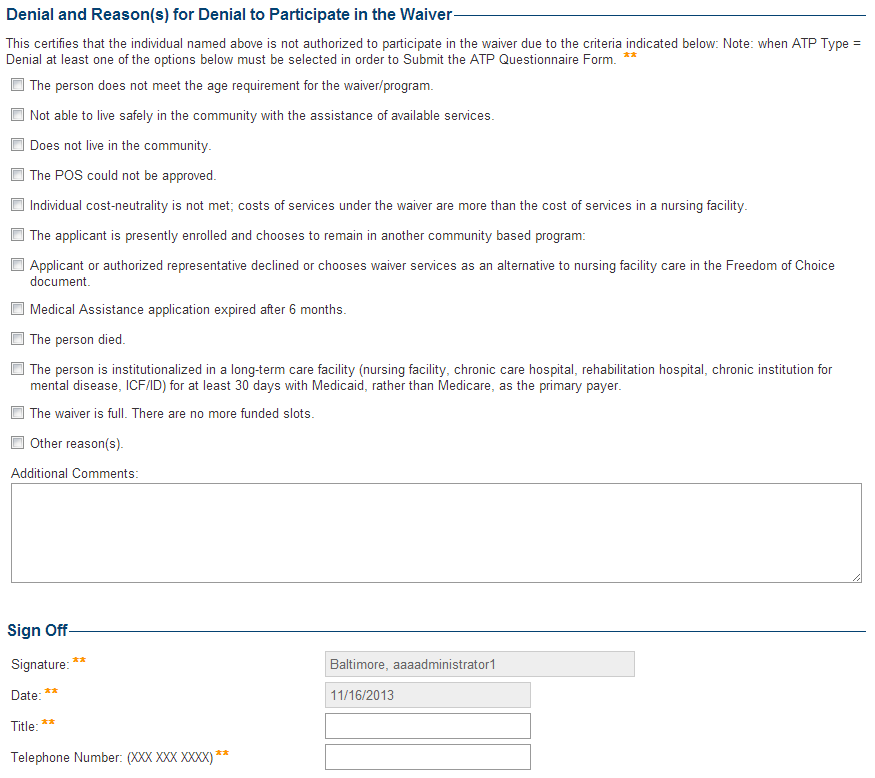 Denial and Reason(s) for Denial to Participate in the Waiver
This certifies that the individual named above is not authorized to participate in the waiver due to the criteria indicated below: Note: when ATP Type =
Denial at least one of the options below must be selected in order to Submit the ATP Questionnaire Form. **
The person does not meet the age requirement for the waiver/program.
Not able to live safely in the community with the assistance of available services.
Does not live in the community.
The POS could not be approved.
Individual cost-neutrality is not met; costs of services under the waiver are more than the cost of services in a nursing facility.
The applicant is presently enrolled and chooses to remain in another community based program:
Applicant or authorized representative declined or chooses waiver services as an alternative to nursing facility care in the Freedom of Choice
document.
Medical Assistance application expired after 6 months.
The person died.
The person is institutionalized in a long-term care facility (nursing facility, chronic care hospital, rehabilitation hospital, chronic institution for
mental disease, ICF/ID) for at least 30 days with Medicaid, rather than Medicare, as the primary payer.
The waiver is full. There are no more funded slots.
Other reason(s).
Additional Comments:
Sign Off
Signature: ** Baltimore, aaaadministrator1
Date: ** 11/16/2013
Title: **
Telephone Number: (XXX XXX XXXX) **